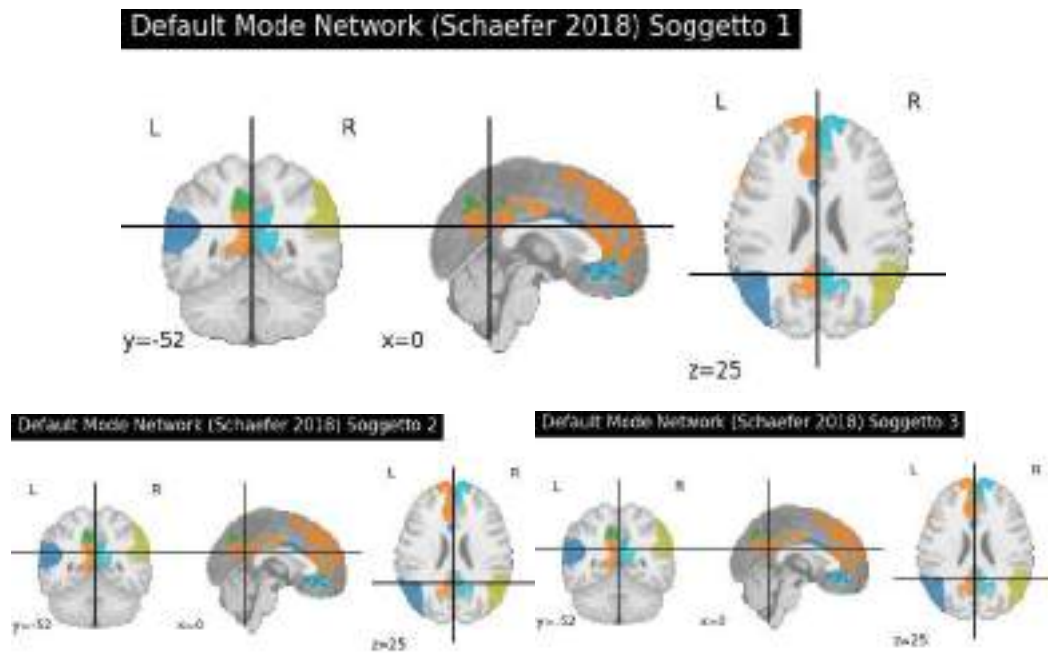 Default Mode Network (Schaefer 2018) Soggetto 1
L R L R
y=-52 x=0 z=25
Default Mode Network (Schaefer 2018) Soggetto 2
L R L R
y=-52 x=0 z=25
Default Mode Network (Schaefer 2018) Soggetto 3
L R L R
y=-52 x=0 z=25